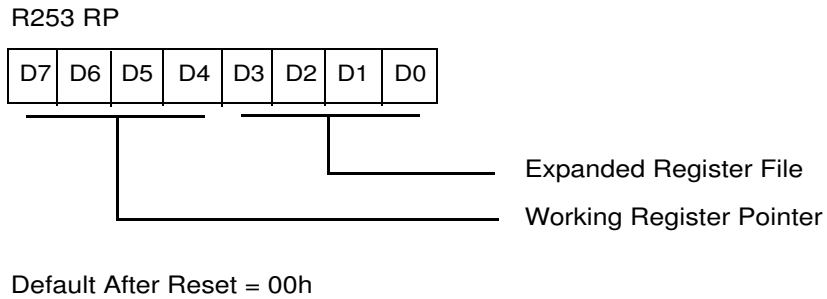 R253 RP
D7 D6 D5 D4 D3 D2 D1 D0
Expanded Register File
Working Register Pointer
Default After Reset = 00h